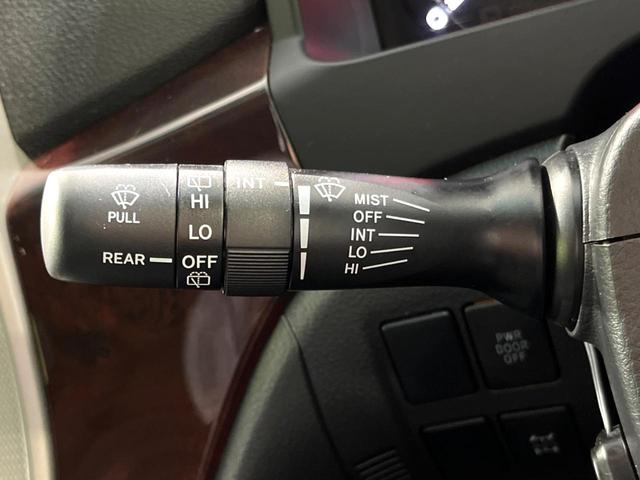 PULL
REAR
HI
LO
OFF
INT
MIST
OFF
INT
LO
HI
PWR
DOOR
OFF